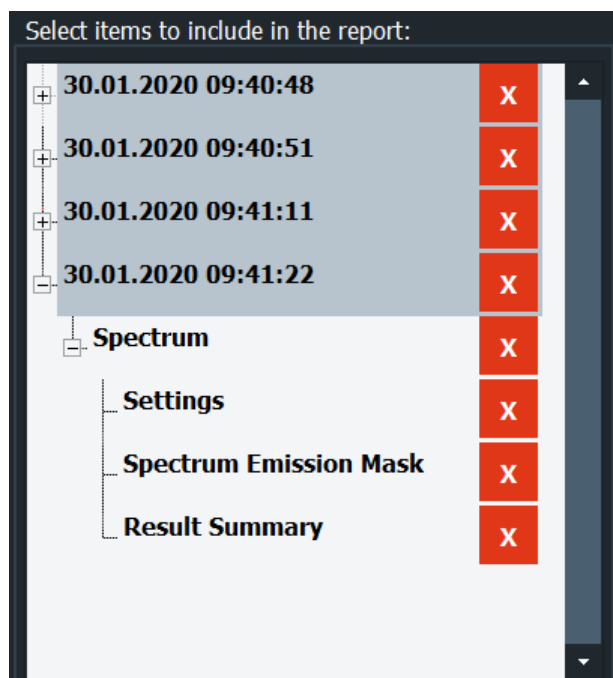 Select items to include in the report:
30.01.2020 09:40:48 X
30.01.2020 09:40:51 X
30.01.2020 09:41:11 X
30.01.2020 09:41:22 X
Spectrum X
Settings X
Spectrum Emission Mask X
Result Summary X